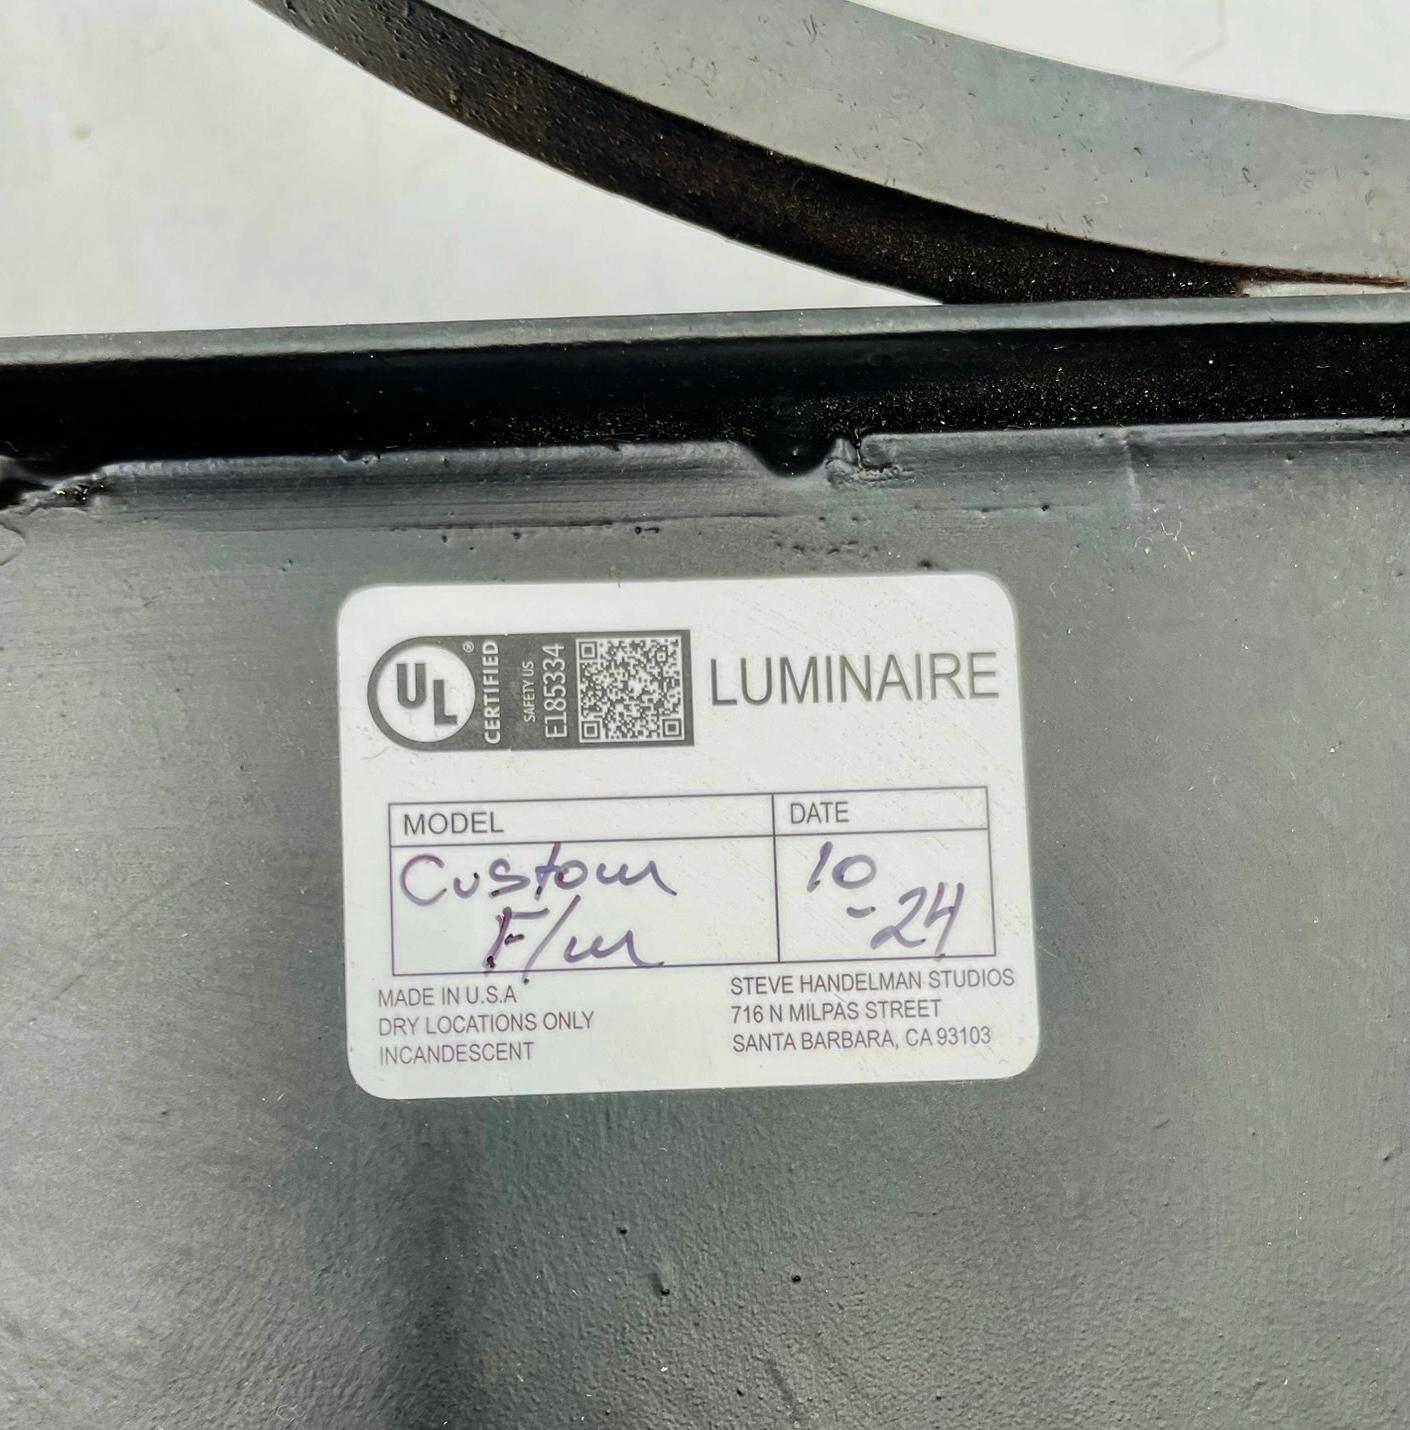 UL ®
CERTIFIED
SAFETY US
E185334
LUMINAIRE
MODEL
DATE
Custom
F/m
10
-24
MADE IN U.S.A
DRY LOCATIONS ONLY
INCANDESCENT
STEVE HANDELMAN STUDIOS
716 N MILPAS STREET
SANTA BARBARA, CA 93103